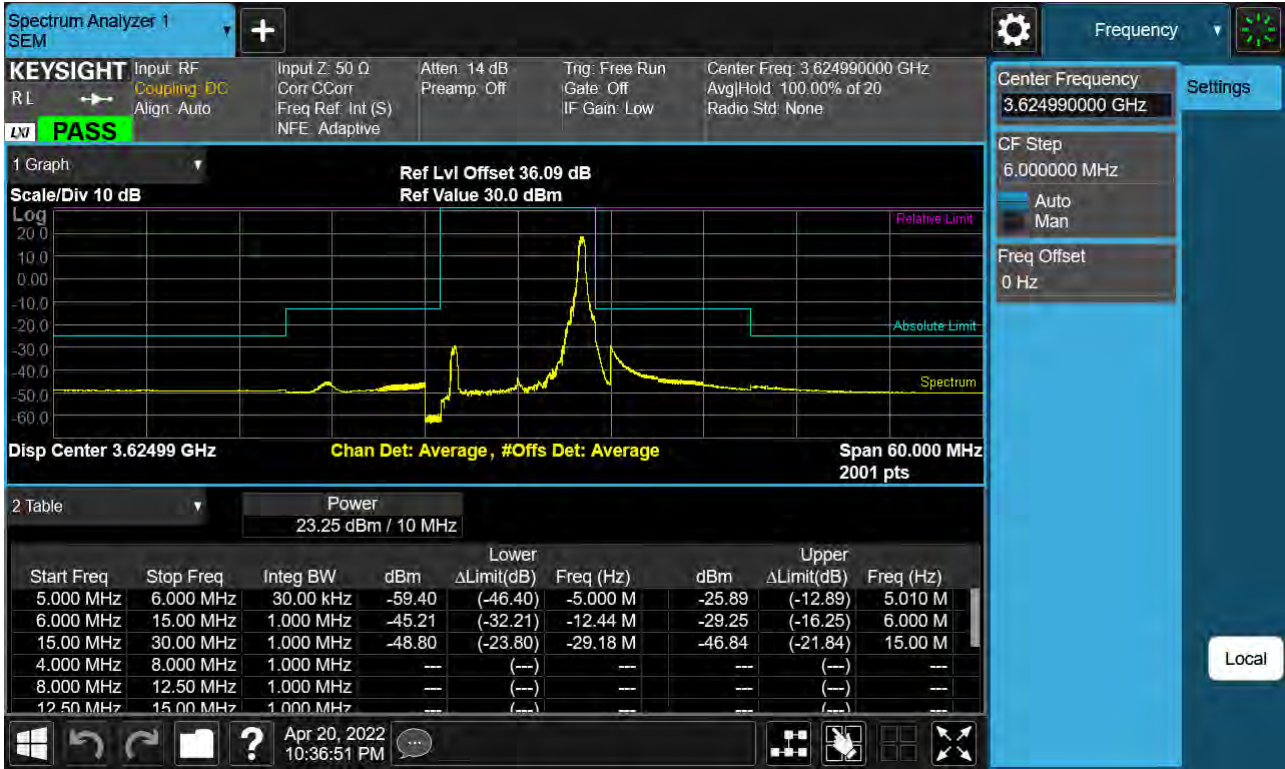 Spectrum Analyzer 1
SEM
Frequency
KEYSIGHT
R L
LXI
PASS
Input: RF
Coupling: DC
Align: Auto
Input Z: 50 Ω
Corr CCorr
Freq Ref: Int (S)
NFE: Adaptive
Atten: 14 dB
Preamp: Off
Trig: Free Run
Gate: Off
IF Gain: Low
Center Freq: 3.624990000 GHz
Avg|Hold: 100.00% of 20
Radio Std: None
Center Frequency
3.624990000 GHz
Settings
CF Step
6.000000 MHz
Auto
Man
Freq Offset
0 Hz
Local
1 Graph
Scale/Div 10 dB
Ref Lvl Offset 36.09 dB
Ref Value 30.0 dBm
Log
20.0
10.0
0.00
-10.0
-20.0
-30.0
-40.0
-50.0
-60.0
Relative Limit
Absolute Limit
Spectrum
Disp Center 3.62499 GHz
Chan Det: Average, #Offs Det: Average
Span 60.000 MHz
2001 pts
2 Table
Power
23.25 dBm / 10 MHz
Lower Upper
Start Freq Stop Freq Integ BW dBm ΔLimit(dB) Freq (Hz) dBm ΔLimit(dB) Freq (Hz)
5.000 MHz 6.000 MHz 30.00 kHz -59.40 (-46.40) -5.000 M -25.89 (-12.89) 5.010 M
6.000 MHz 15.00 MHz 1.000 MHz -45.21 (-32.21) -12.44 M -29.25 (-16.25) 6.000 M
15.00 MHz 30.00 MHz 1.000 MHz -48.80 (-23.80) -29.18 M -46.84 (-21.84) 15.00 M
4.000 MHz 8.000 MHz 1.000 MHz --- (---) --- --- (---) ---
8.000 MHz 12.50 MHz 1.000 MHz --- (---) --- --- (---) ---
12.50 MHz 15.00 MHz 1.000 MHz --- (---) --- --- (---) ---
Apr 20, 2022
10:36:51 PM